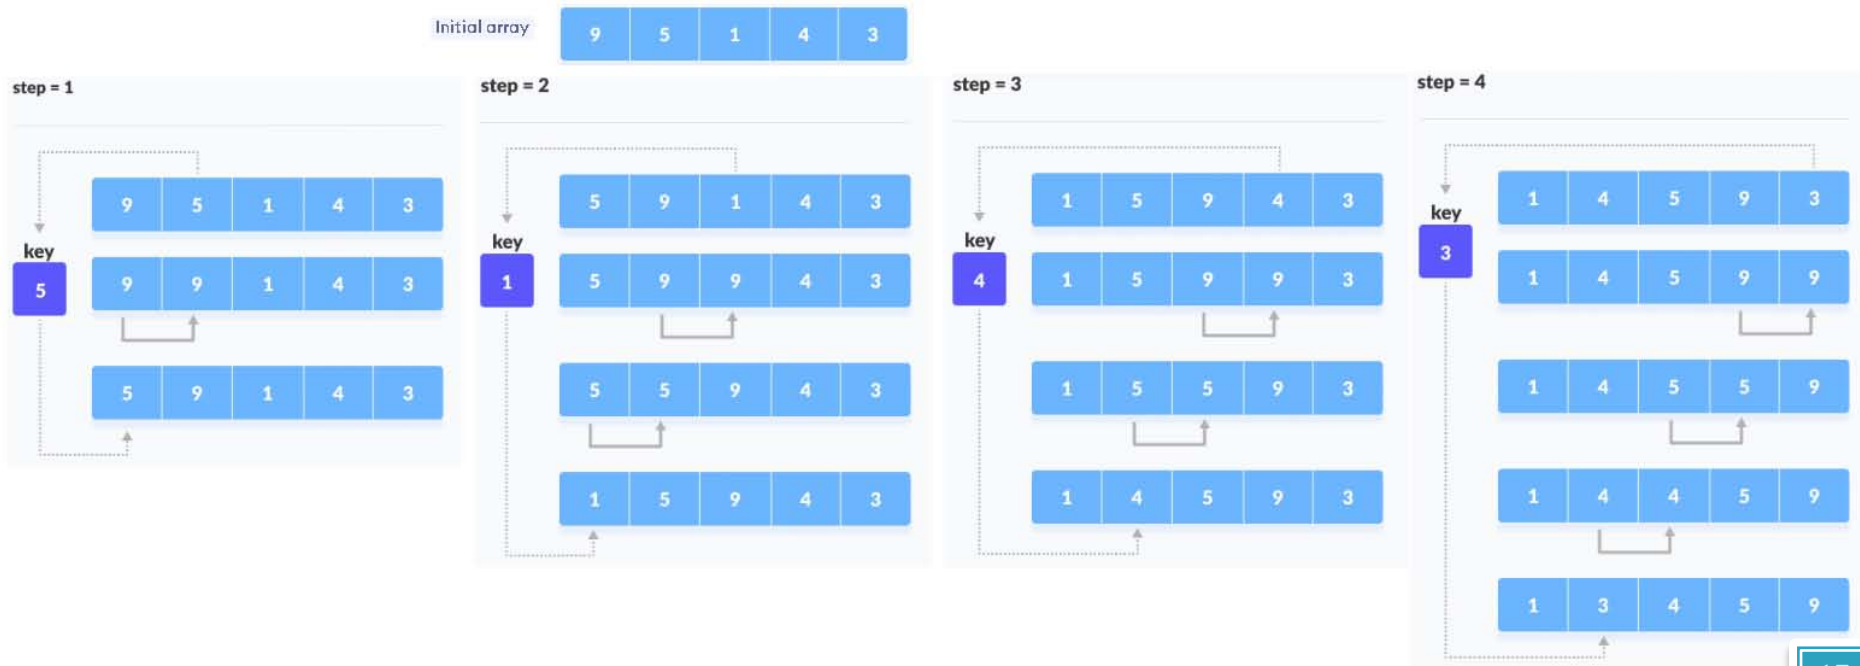 Initial array
9 5 1 4 3
step = 1
9 5 1 4 3
key
5
9 9 1 4 3
5 9 1 4 3
step = 2
5 9 1 4 3
key
1
5 9 9 4 3
5 5 9 4 3
1 5 9 4 3
step = 3
1 5 9 4 3
key
4
1 5 9 9 3
1 5 5 9 3
1 4 5 9 3
step = 4
1 4 5 9 3
key
3
1 4 5 9 9
1 4 5 5 9
1 4 4 5 9
1 3 4 5 9